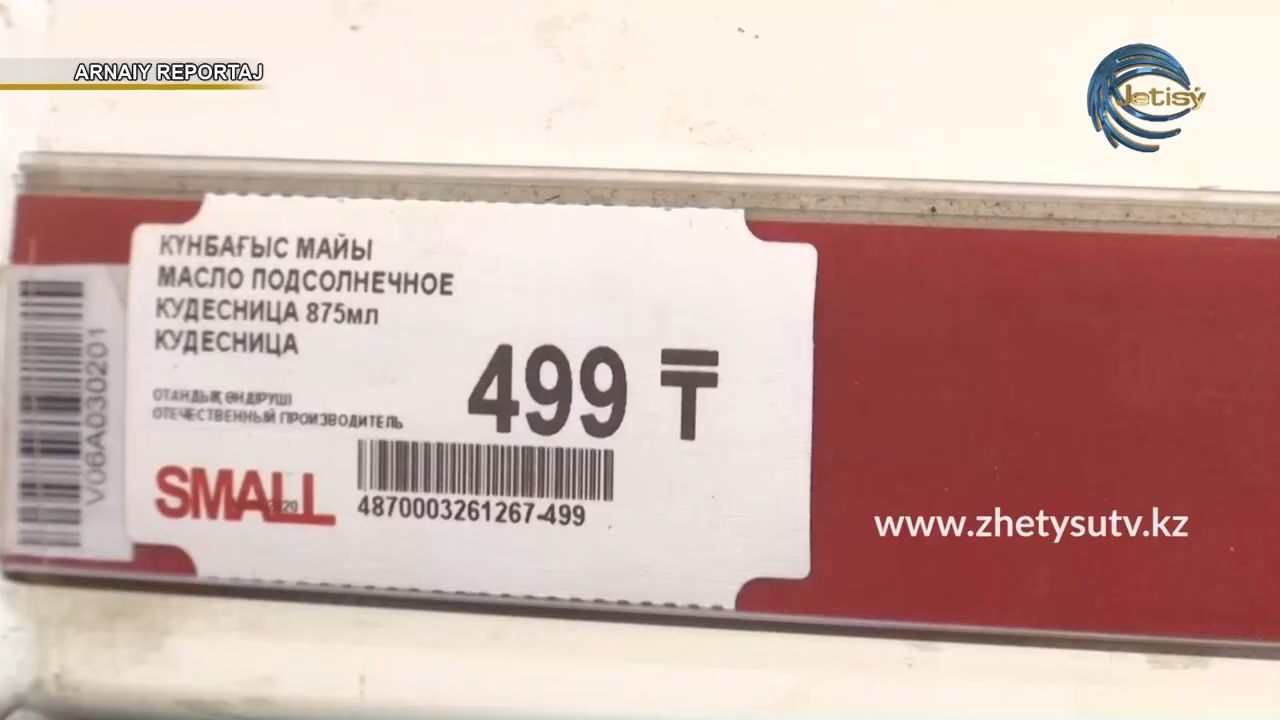 ARNAIY REPORTAJ
Jetisý
КҮНБАҒЫС МАЙЫ
МАСЛО ПОДСОЛНЕЧНОЕ
КУДЕСНИЦА 875мл
КУДЕСНИЦА
499 ₸
ОТАНДЫҚ ӨНДІРУШІ
ОТЕЧЕСТВЕННЫЙ ПРОИЗВОДИТЕЛЬ
SMALL
4870003261267-499
V06A030201
www.zhetysutv.kz